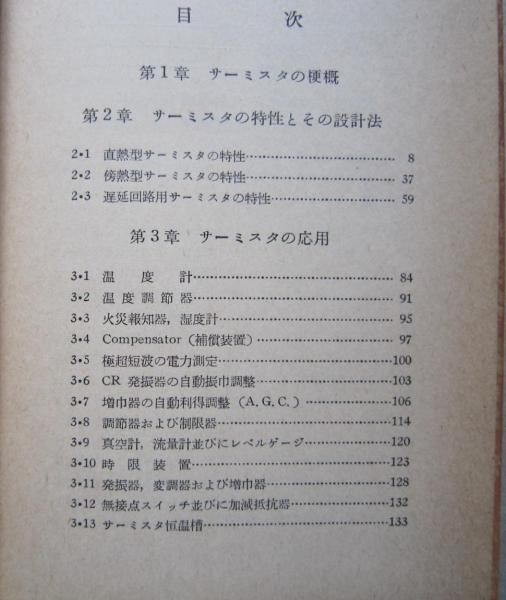 目次
第1章 サーミスタの梗概
第2章 サーミスタの特性とその設計法
2・1 直熱型サーミスタの特性…………………………… 8
2・2 傍熱型サーミスタの特性……………………………37
2・3 遅延回路用サーミスタの特性………………………59
第3章 サーミスタの応用
3・1 温度計……………………………………84
3・2 温度調節器……………………………………91
3・3 火災報知器，湿度計……………………………95
3・4 Compensator（補償装置）……………………………97
3・5 極超短波の電力測定……………………………100
3・6 CR 発振器の自動振巾調整……………………………103
3・7 増巾器の自動利得調整（A.G.C.）………………106
3・8 調節器および制限器……………………………114
3・9 真空計，流量計並びにレベルゲージ………………120
3・10 時限装置……………………………………123
3・11 発振器，変調器および増巾器………………………128
3・12 無接点スイッチ並びに加減抵抗器…………………132
3・13 サーミスタ恒温槽……………………………………133